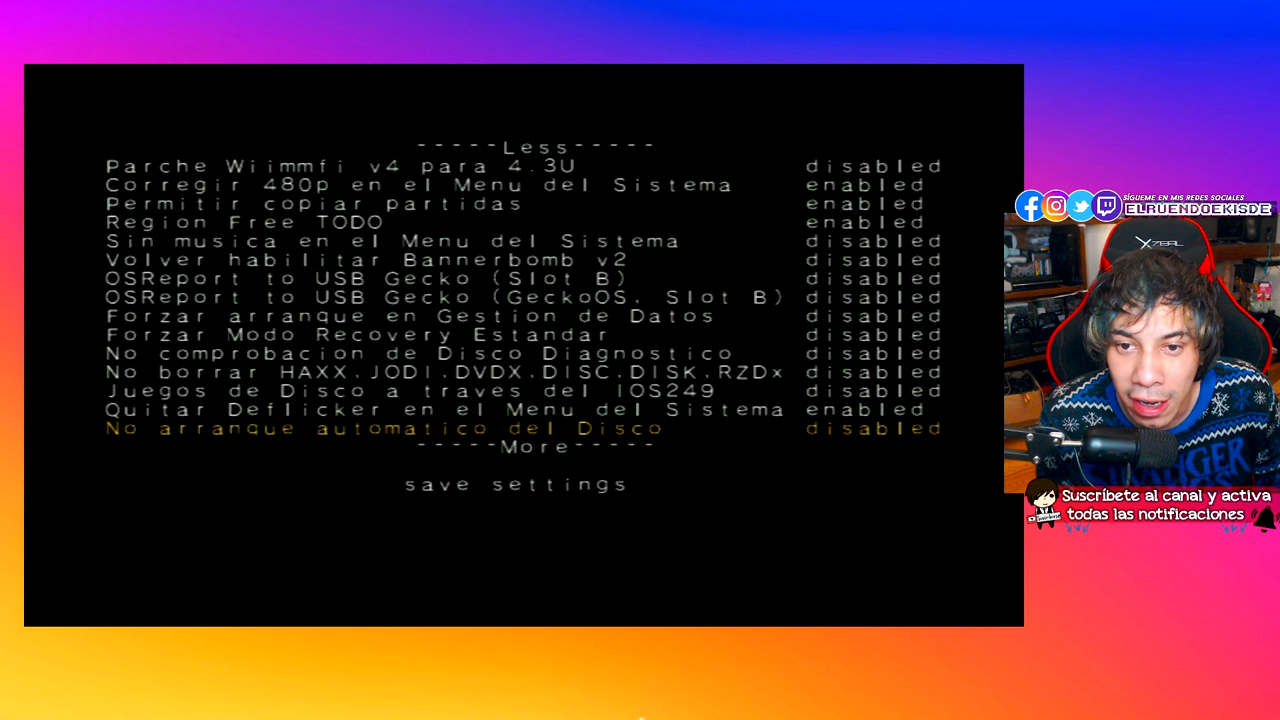 -----Less-----
Parche Wiimmfi v4 para 4.3U disabled
Corregir 480p en el Menu del Sistema enabled
Permitir copiar partidas enabled
Region Free TODO enabled
Sin musica en el Menu del Sistema disabled
Volver habilitar Bannerbomb v2 disabled
OSReport to USB Gecko (Slot B) disabled
OSReport to USB Gecko (GeckoOS, Slot B) disabled
Forzar arranque en Gestion de Datos disabled
Forzar Modo Recovery Estandar disabled
No comprobacion de Disco Diagnostico disabled
No borrar HAXX,JODI,DVDX,DISC,DISK,RZDx disabled
Juegos de Disco a traves del IOS249 disabled
Quitar Deflicker en el Menu del Sistema enabled
No arranque automatico del Disco disabled
-----More-----
save settings
SÍGUEME EN MIS REDES SOCIALES
ELRUENDOEKISDE
XZEAL
Suscríbete al canal y activa
todas las notificaciones